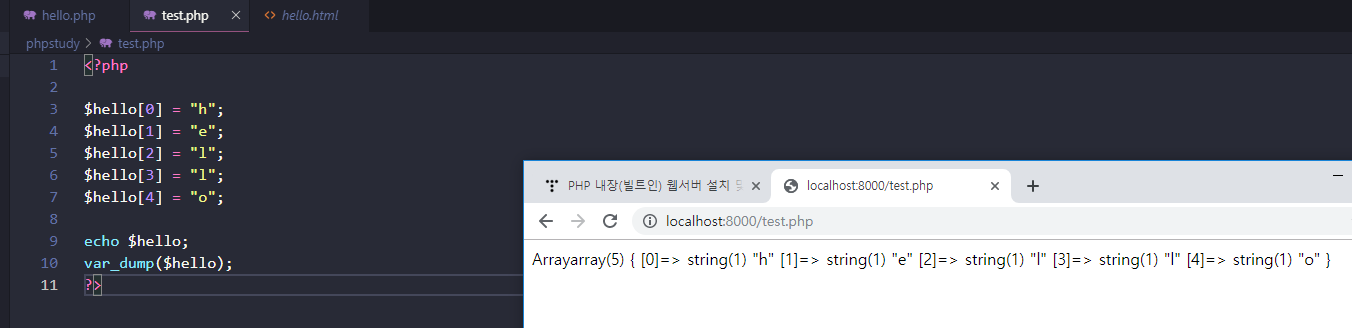 hello.php test.php hello.html
phpstudy > test.php
1 <?php
2
3 $hello[0] = "h";
4 $hello[1] = "e";
5 $hello[2] = "l";
6 $hello[3] = "l";
7 $hello[4] = "o";
8
9 echo $hello;
10 var_dump($hello);
11 ?>
PHP 내장(빌트인) 웹서버 설치 및 localhost:8000/test.php
localhost:8000/test.php
Arrayarray(5) { [0]=> string(1) "h" [1]=> string(1) "e" [2]=> string(1) "l" [3]=> string(1) "l" [4]=> string(1) "o" }